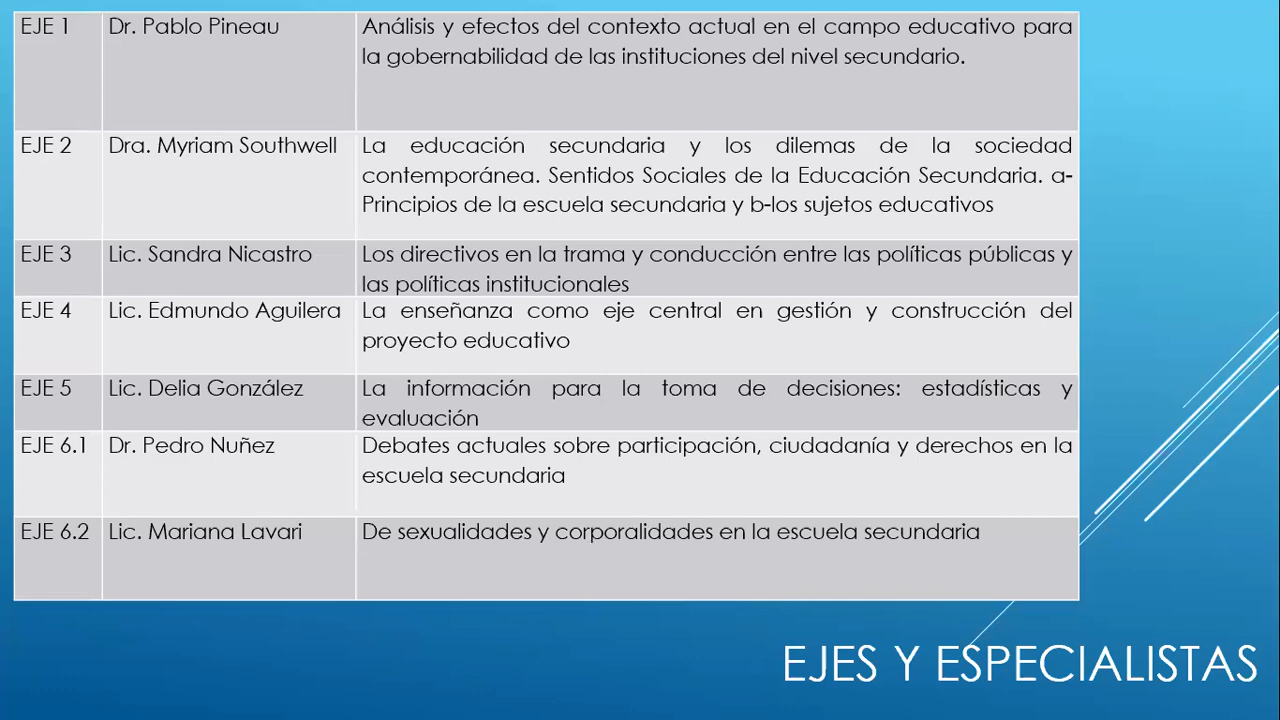 EJE 1 Dr. Pablo Pineau Análisis y efectos del contexto actual en el campo educativo para
la gobernabilidad de las instituciones del nivel secundario.
EJE 2 Dra. Myriam Southwell La educación secundaria y los dilemas de la sociedad
contemporánea. Sentidos Sociales de la Educación Secundaria. a-
Principios de la escuela secundaria y b-los sujetos educativos
EJE 3 Lic. Sandra Nicastro Los directivos en la trama y conducción entre las políticas públicas y
las políticas institucionales
EJE 4 Lic. Edmundo Aguilera La enseñanza como eje central en gestión y construcción del
proyecto educativo
EJE 5 Lic. Delia González La información para la toma de decisiones: estadísticas y
evaluación
EJE 6.1 Dr. Pedro Nuñez Debates actuales sobre participación, ciudadanía y derechos en la
escuela secundaria
EJE 6.2 Lic. Mariana Lavari De sexualidades y corporalidades en la escuela secundaria
EJES Y ESPECIALISTAS